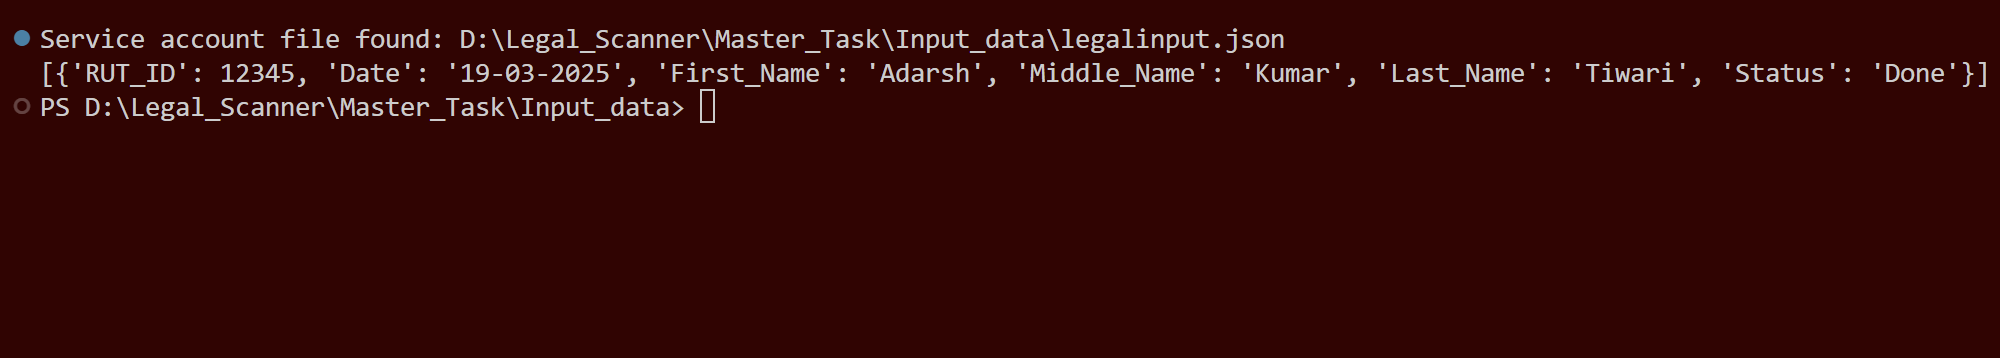 Service account file found: D:\Legal_Scanner\Master_Task\Input_data\legalinput.json
[{'RUT_ID': 12345, 'Date': '19-03-2025', 'First_Name': 'Adarsh', 'Middle_Name': 'Kumar', 'Last_Name': 'Tiwari', 'Status': 'Done'}]
PS D:\Legal_Scanner\Master_Task\Input_data>